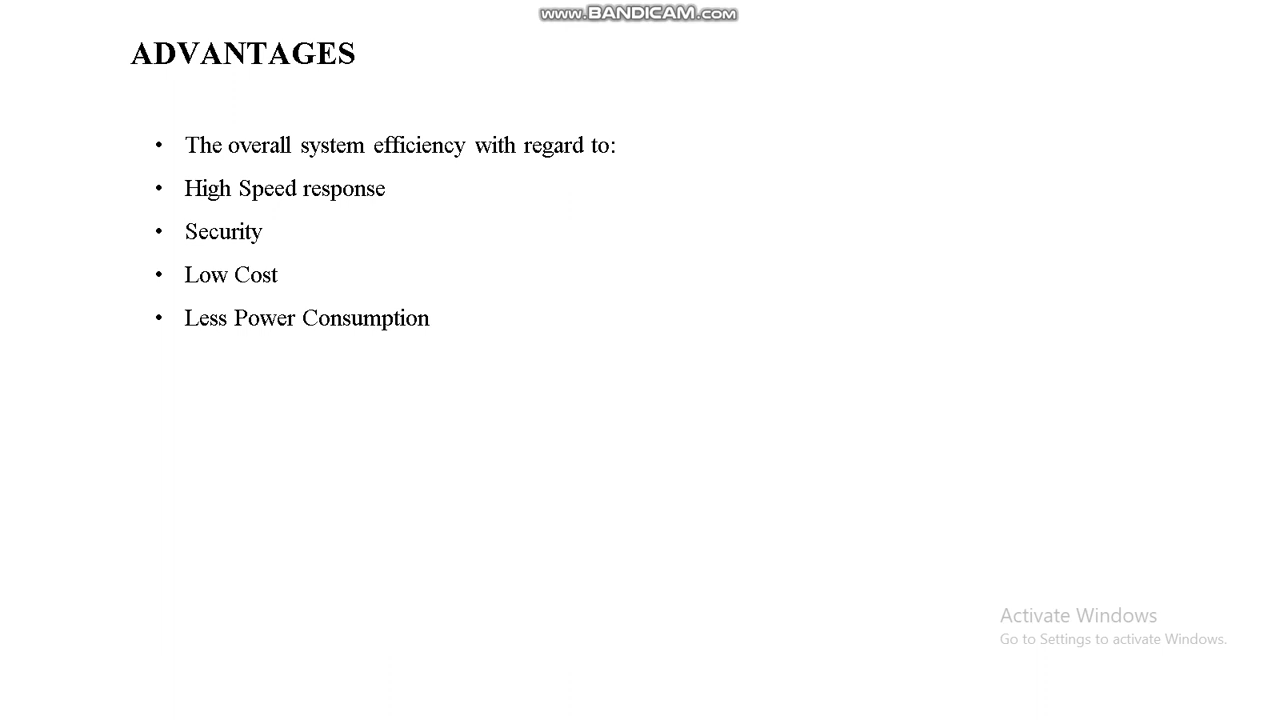 www.BANDICAM.com
ADVANTAGES
• The overall system efficiency with regard to:
• High Speed response
• Security
• Low Cost
• Less Power Consumption
Activate Windows
Go to Settings to activate Windows.